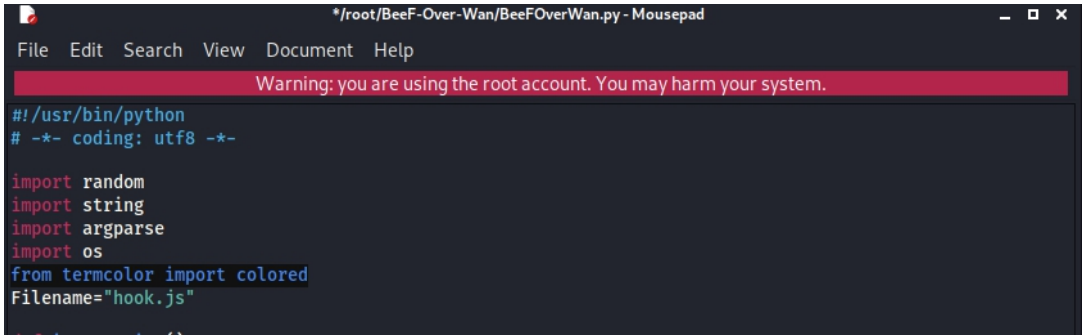 */root/BeeF-Over-Wan/BeeFOverWan.py - Mousepad
File Edit Search View Document Help
Warning: you are using the root account. You may harm your system.
#!/usr/bin/python
# -*- coding: utf8 -*-
import random
import string
import argparse
import os
from termcolor import colored
Filename="hook.js"